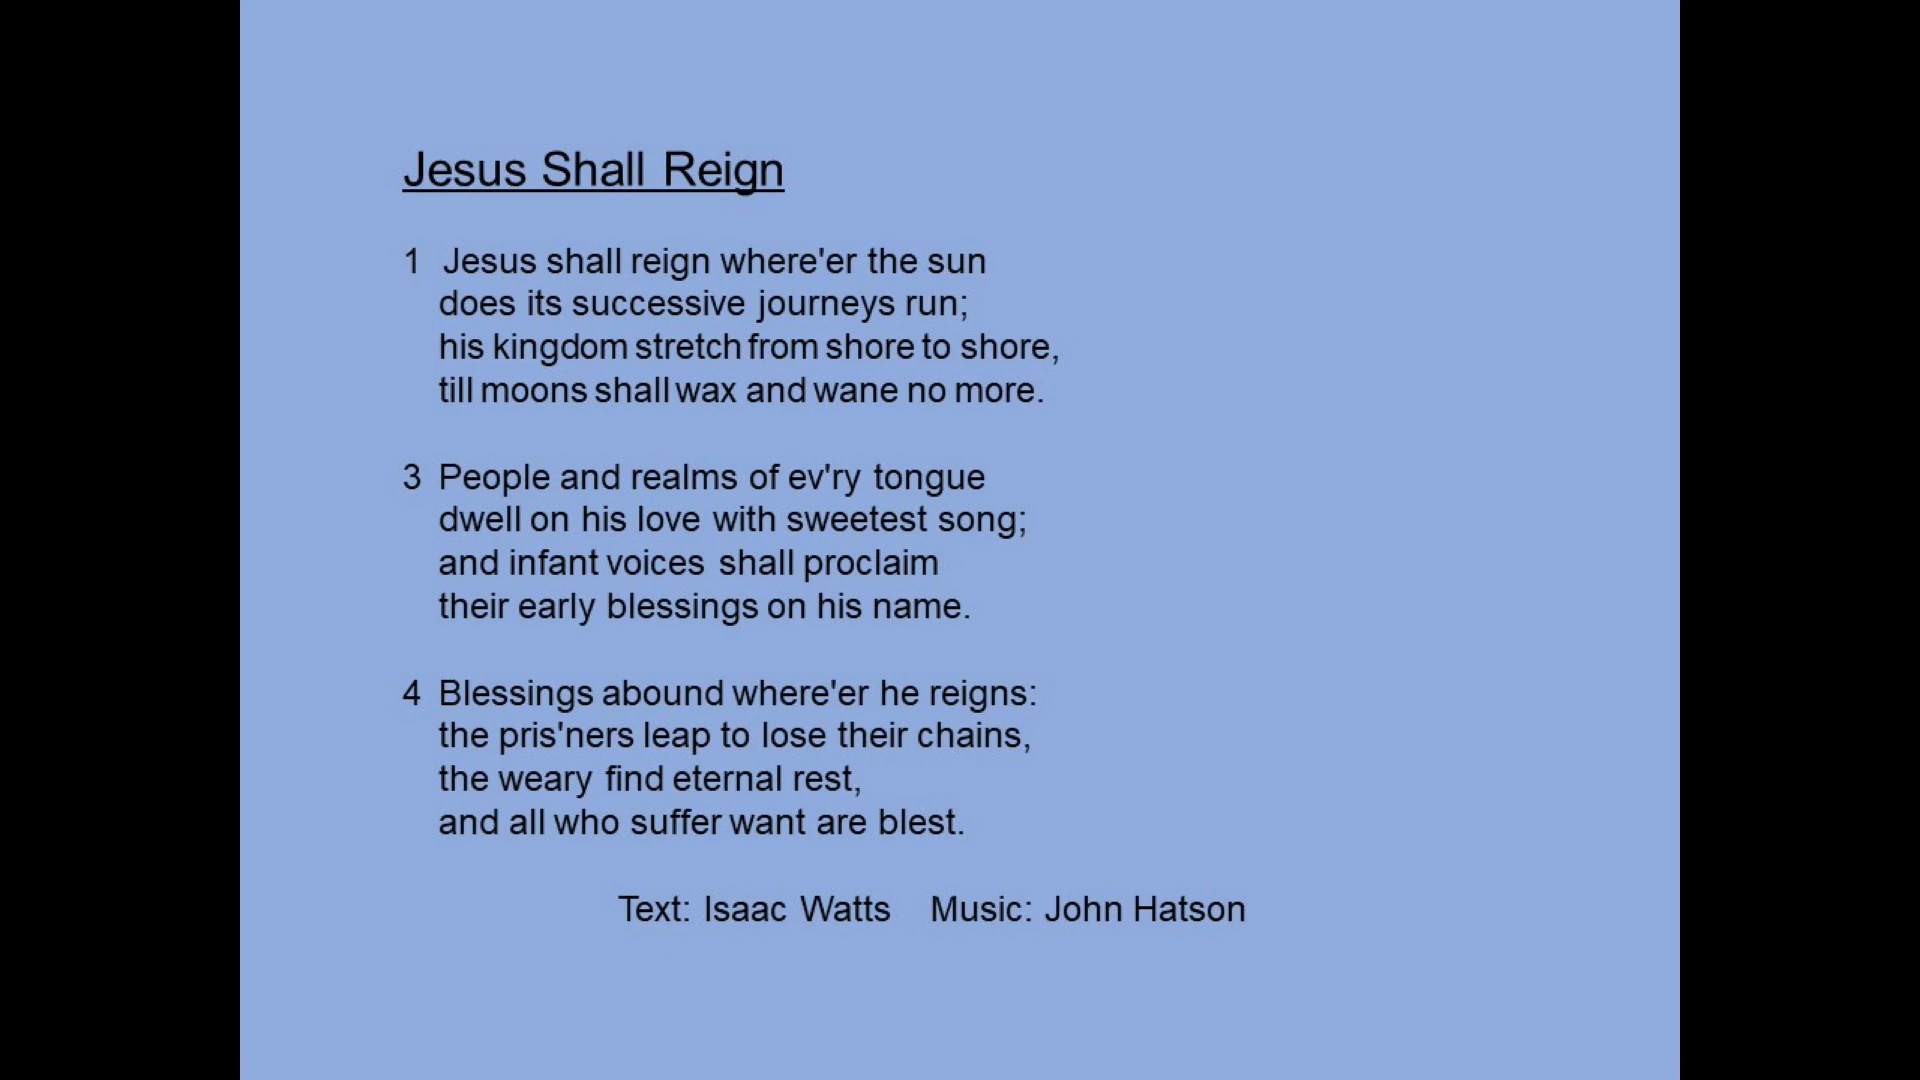 Jesus Shall Reign
1 Jesus shall reign where'er the sun
does its successive journeys run;
his kingdom stretch from shore to shore,
till moons shall wax and wane no more.
3 People and realms of ev'ry tongue
dwell on his love with sweetest song;
and infant voices shall proclaim
their early blessings on his name.
4 Blessings abound where'er he reigns:
the pris'ners leap to lose their chains,
the weary find eternal rest,
and all who suffer want are blest.
Text: Isaac Watts Music: John Hatson